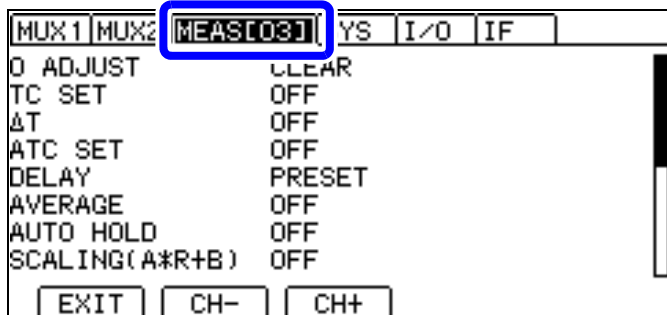 MUX1 MUX2 MEAS[03] YS I/O IF
0 ADJUST CLEAR
TC SET OFF
ΔT OFF
ATC SET OFF
DELAY PRESET
AVERAGE OFF
AUTO HOLD OFF
SCALING(A*R+B) OFF
EXIT CH- CH+